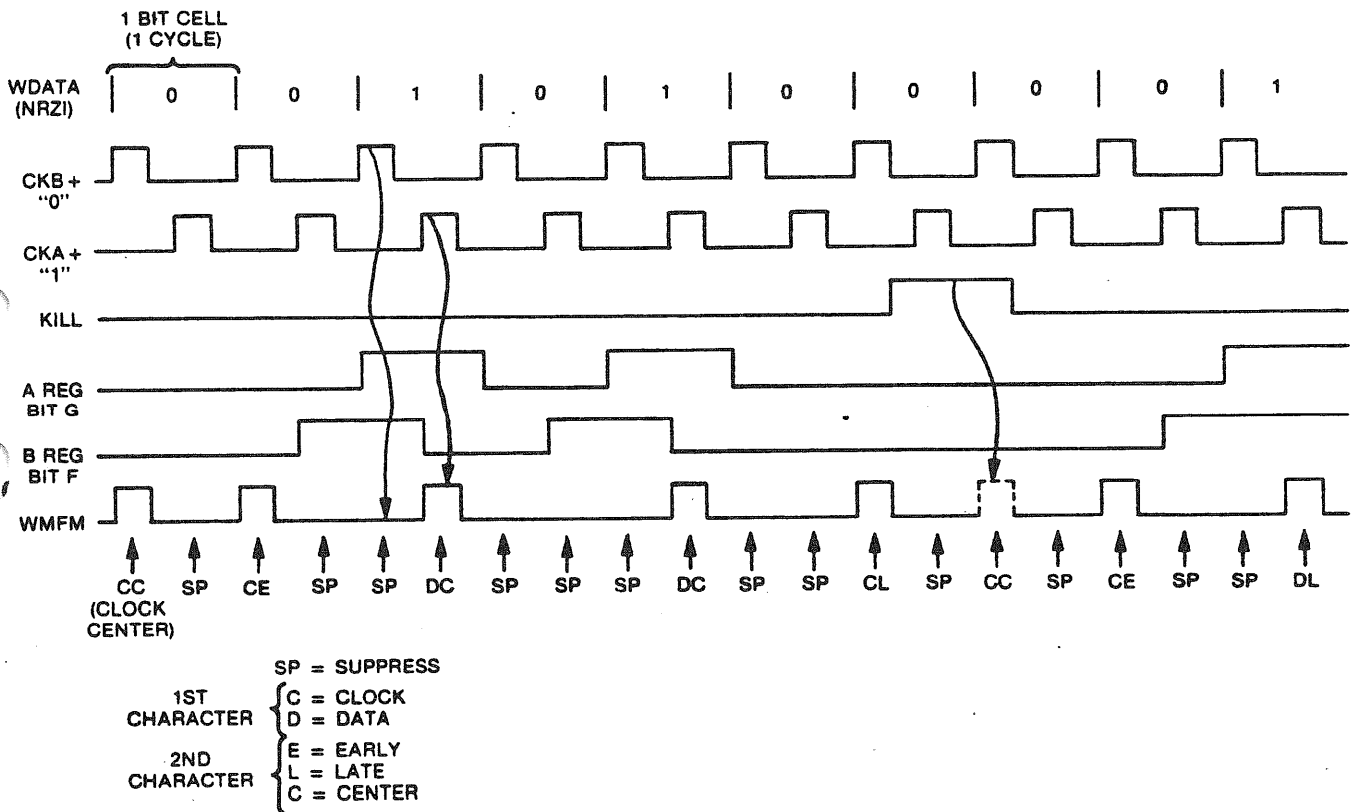 1 BIT CELL
(1 CYCLE)
WDATA
(NRZI)
0 0 1 0 1 0 0 0 0 1
CKB +
"0"
CKA +
"1"
KILL
A REG
BIT G
B REG
BIT F
WMFM
CC SP CE SP SP DC SP SP SP DC SP SP CL SP CC SP CE SP SP DL
(CLOCK
CENTER)
SP = SUPPRESS
1ST
CHARACTER
C = CLOCK
D = DATA
2ND
CHARACTER
E = EARLY
L = LATE
C = CENTER